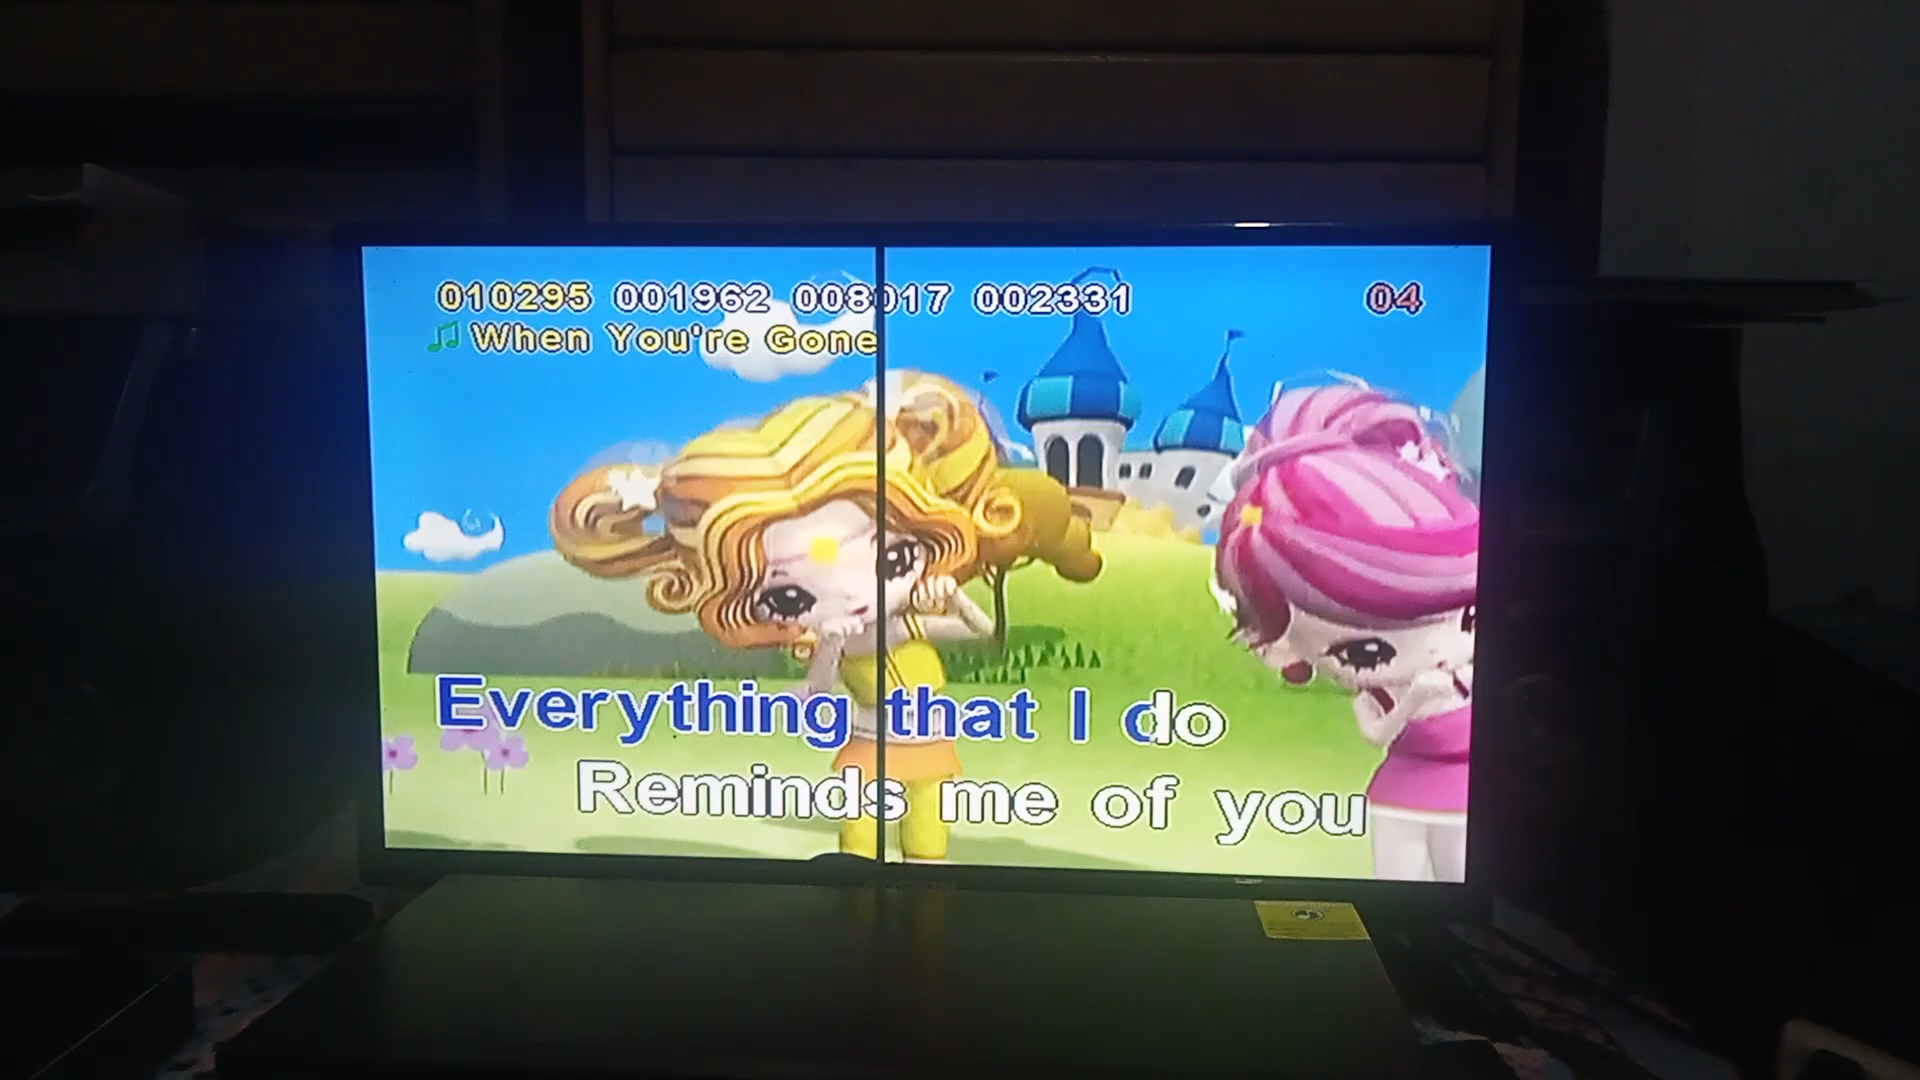 010295 001962 008017 002331 04
When You're Gone
Everything that I do
Reminds me of you